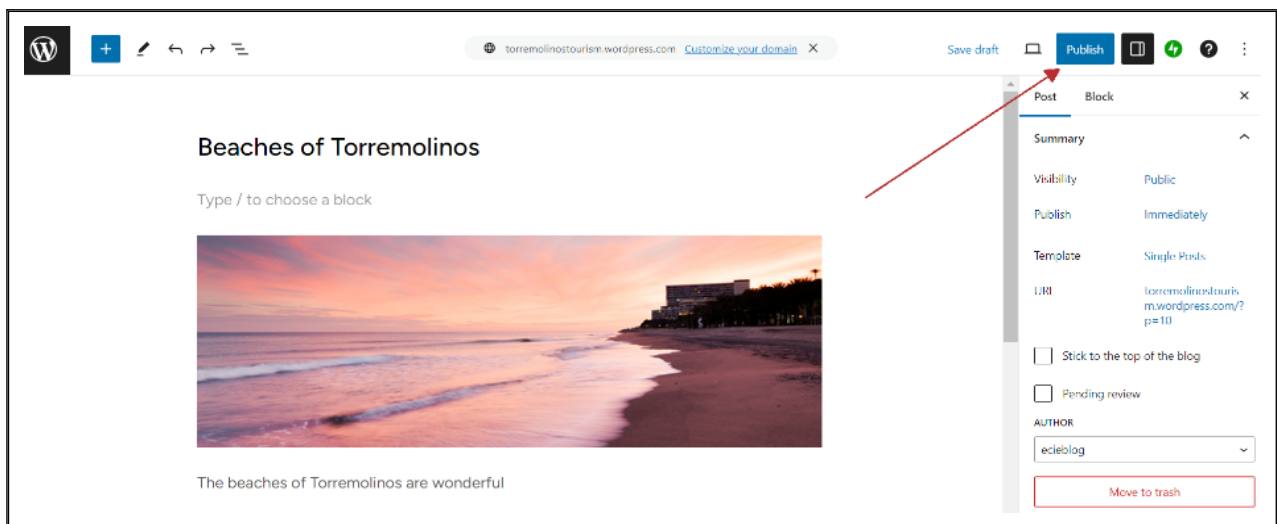 torremolinostourism.wordpress.com Customize your domain X
Save draft
Publish
Post Block
Beaches of Torremolinos
Type / to choose a block
Summary
Visibility Public
Publish Immediately
Template Single Posts
URL torremolinostouris
m.wordpress.com/?
p=10
Stick to the top of the blog
Pending review
AUTHOR
ecieblog
Move to trash
The beaches of Torremolinos are wonderful